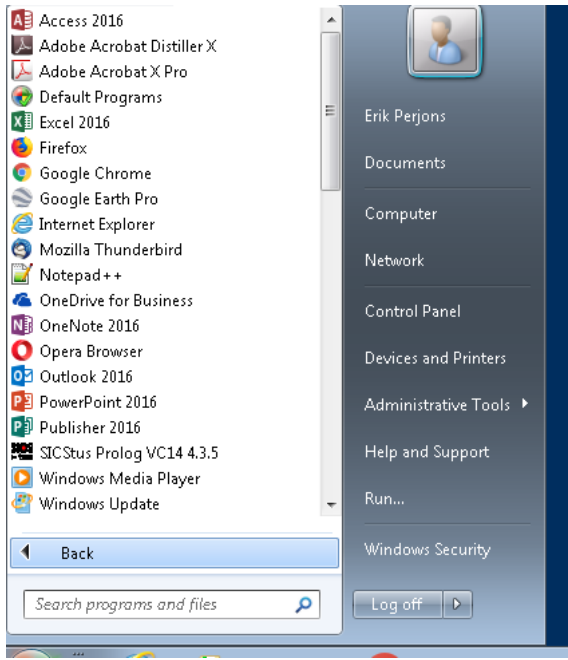 Access 2016
Adobe Acrobat Distiller X
Adobe Acrobat X Pro
Default Programs
Excel 2016
Firefox
Google Chrome
Google Earth Pro
Internet Explorer
Mozilla Thunderbird
Notepad++
OneDrive for Business
OneNote 2016
Opera Browser
Outlook 2016
PowerPoint 2016
Publisher 2016
SICStus Prolog VC14 4.3.5
Windows Media Player
Windows Update
Back
Search programs and files
Erik Perjons
Documents
Computer
Network
Control Panel
Devices and Printers
Administrative Tools
Help and Support
Run...
Windows Security
Log off